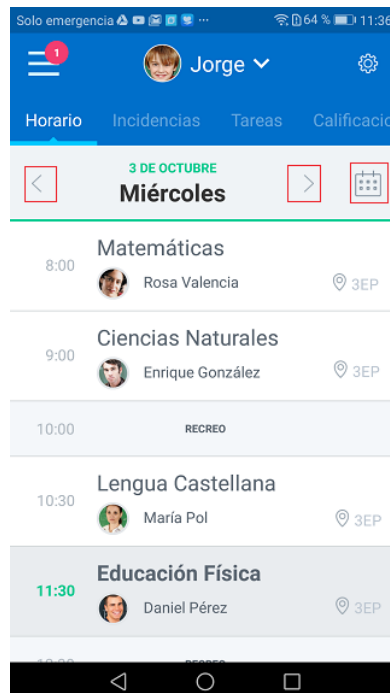 Solo emergencia 64 % 11:36
1
Jorge
Horario Incidencias Tareas Calificacio
3 DE OCTUBRE
Miércoles
Matemáticas
8:00
Rosa Valencia 3EP
Ciencias Naturales
9:00
Enrique González 3EP
10:00 RECREO
Lengua Castellana
10:30
María Pol 3EP
Educación Física
11:30
Daniel Pérez 3EP